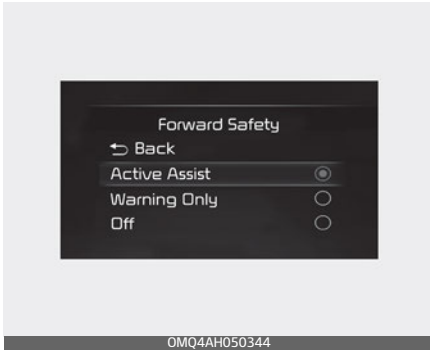 Forward Safety
Back
Active Assist
Warning Only
Off
OMQ4AH050344